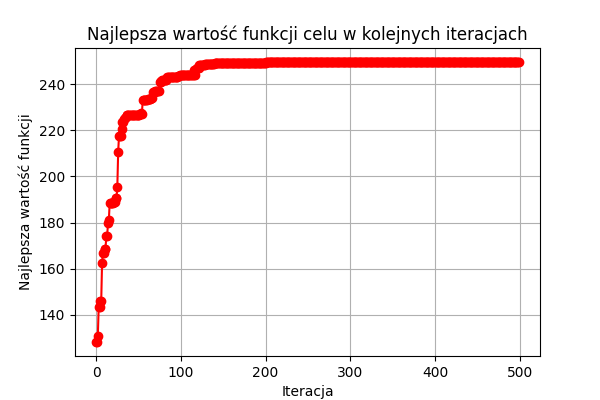 Najlepsza wartość funkcji celu w kolejnych iteracjach
Najlepsza wartość funkcji
240
220
200
180
160
140
0 100 200 300 400 500
Iteracja